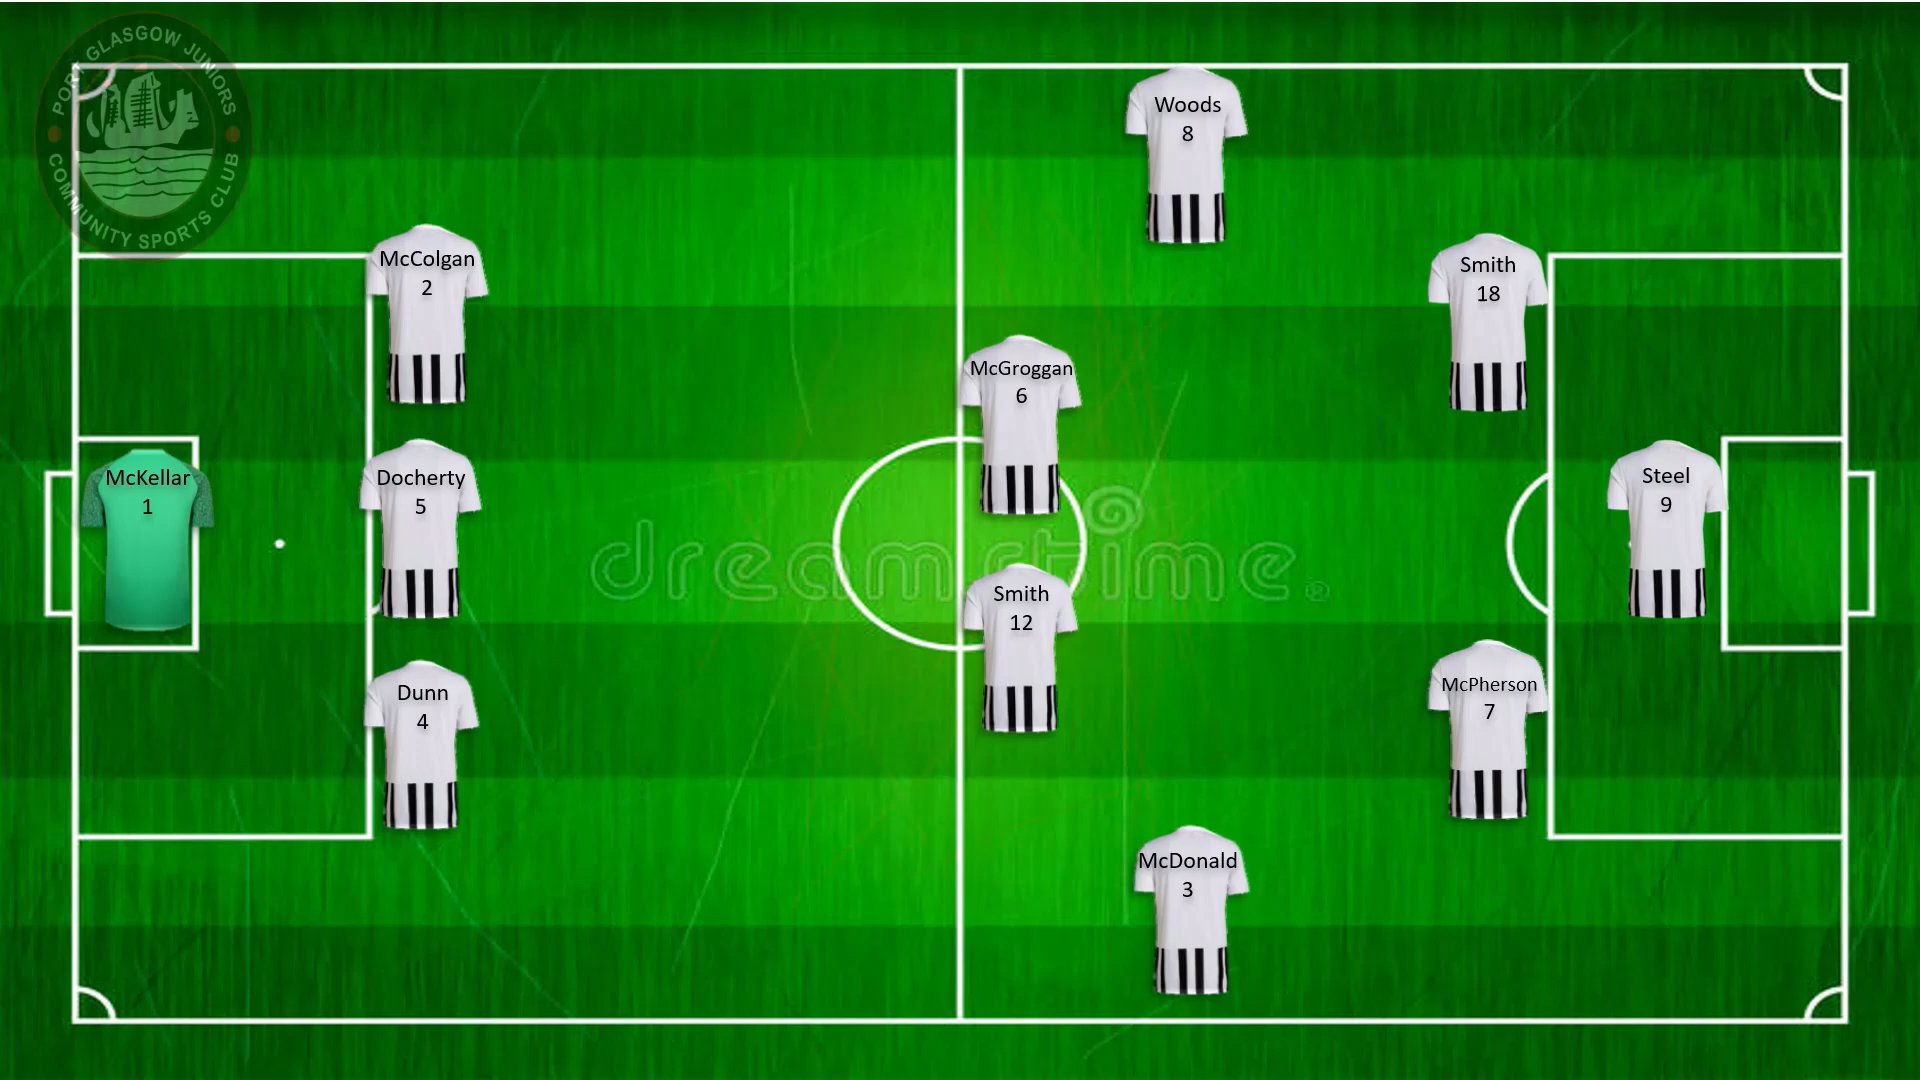 PORT GLASGOW JUNIORS
COMMUNITY SPORTS CLUB
Woods
8
McColgan
2
Smith
18
McGroggan
6
McKellar
1
Docherty
5
Steel
9
dreamstime®
Smith
12
Dunn
4
McPherson
7
McDonald
3